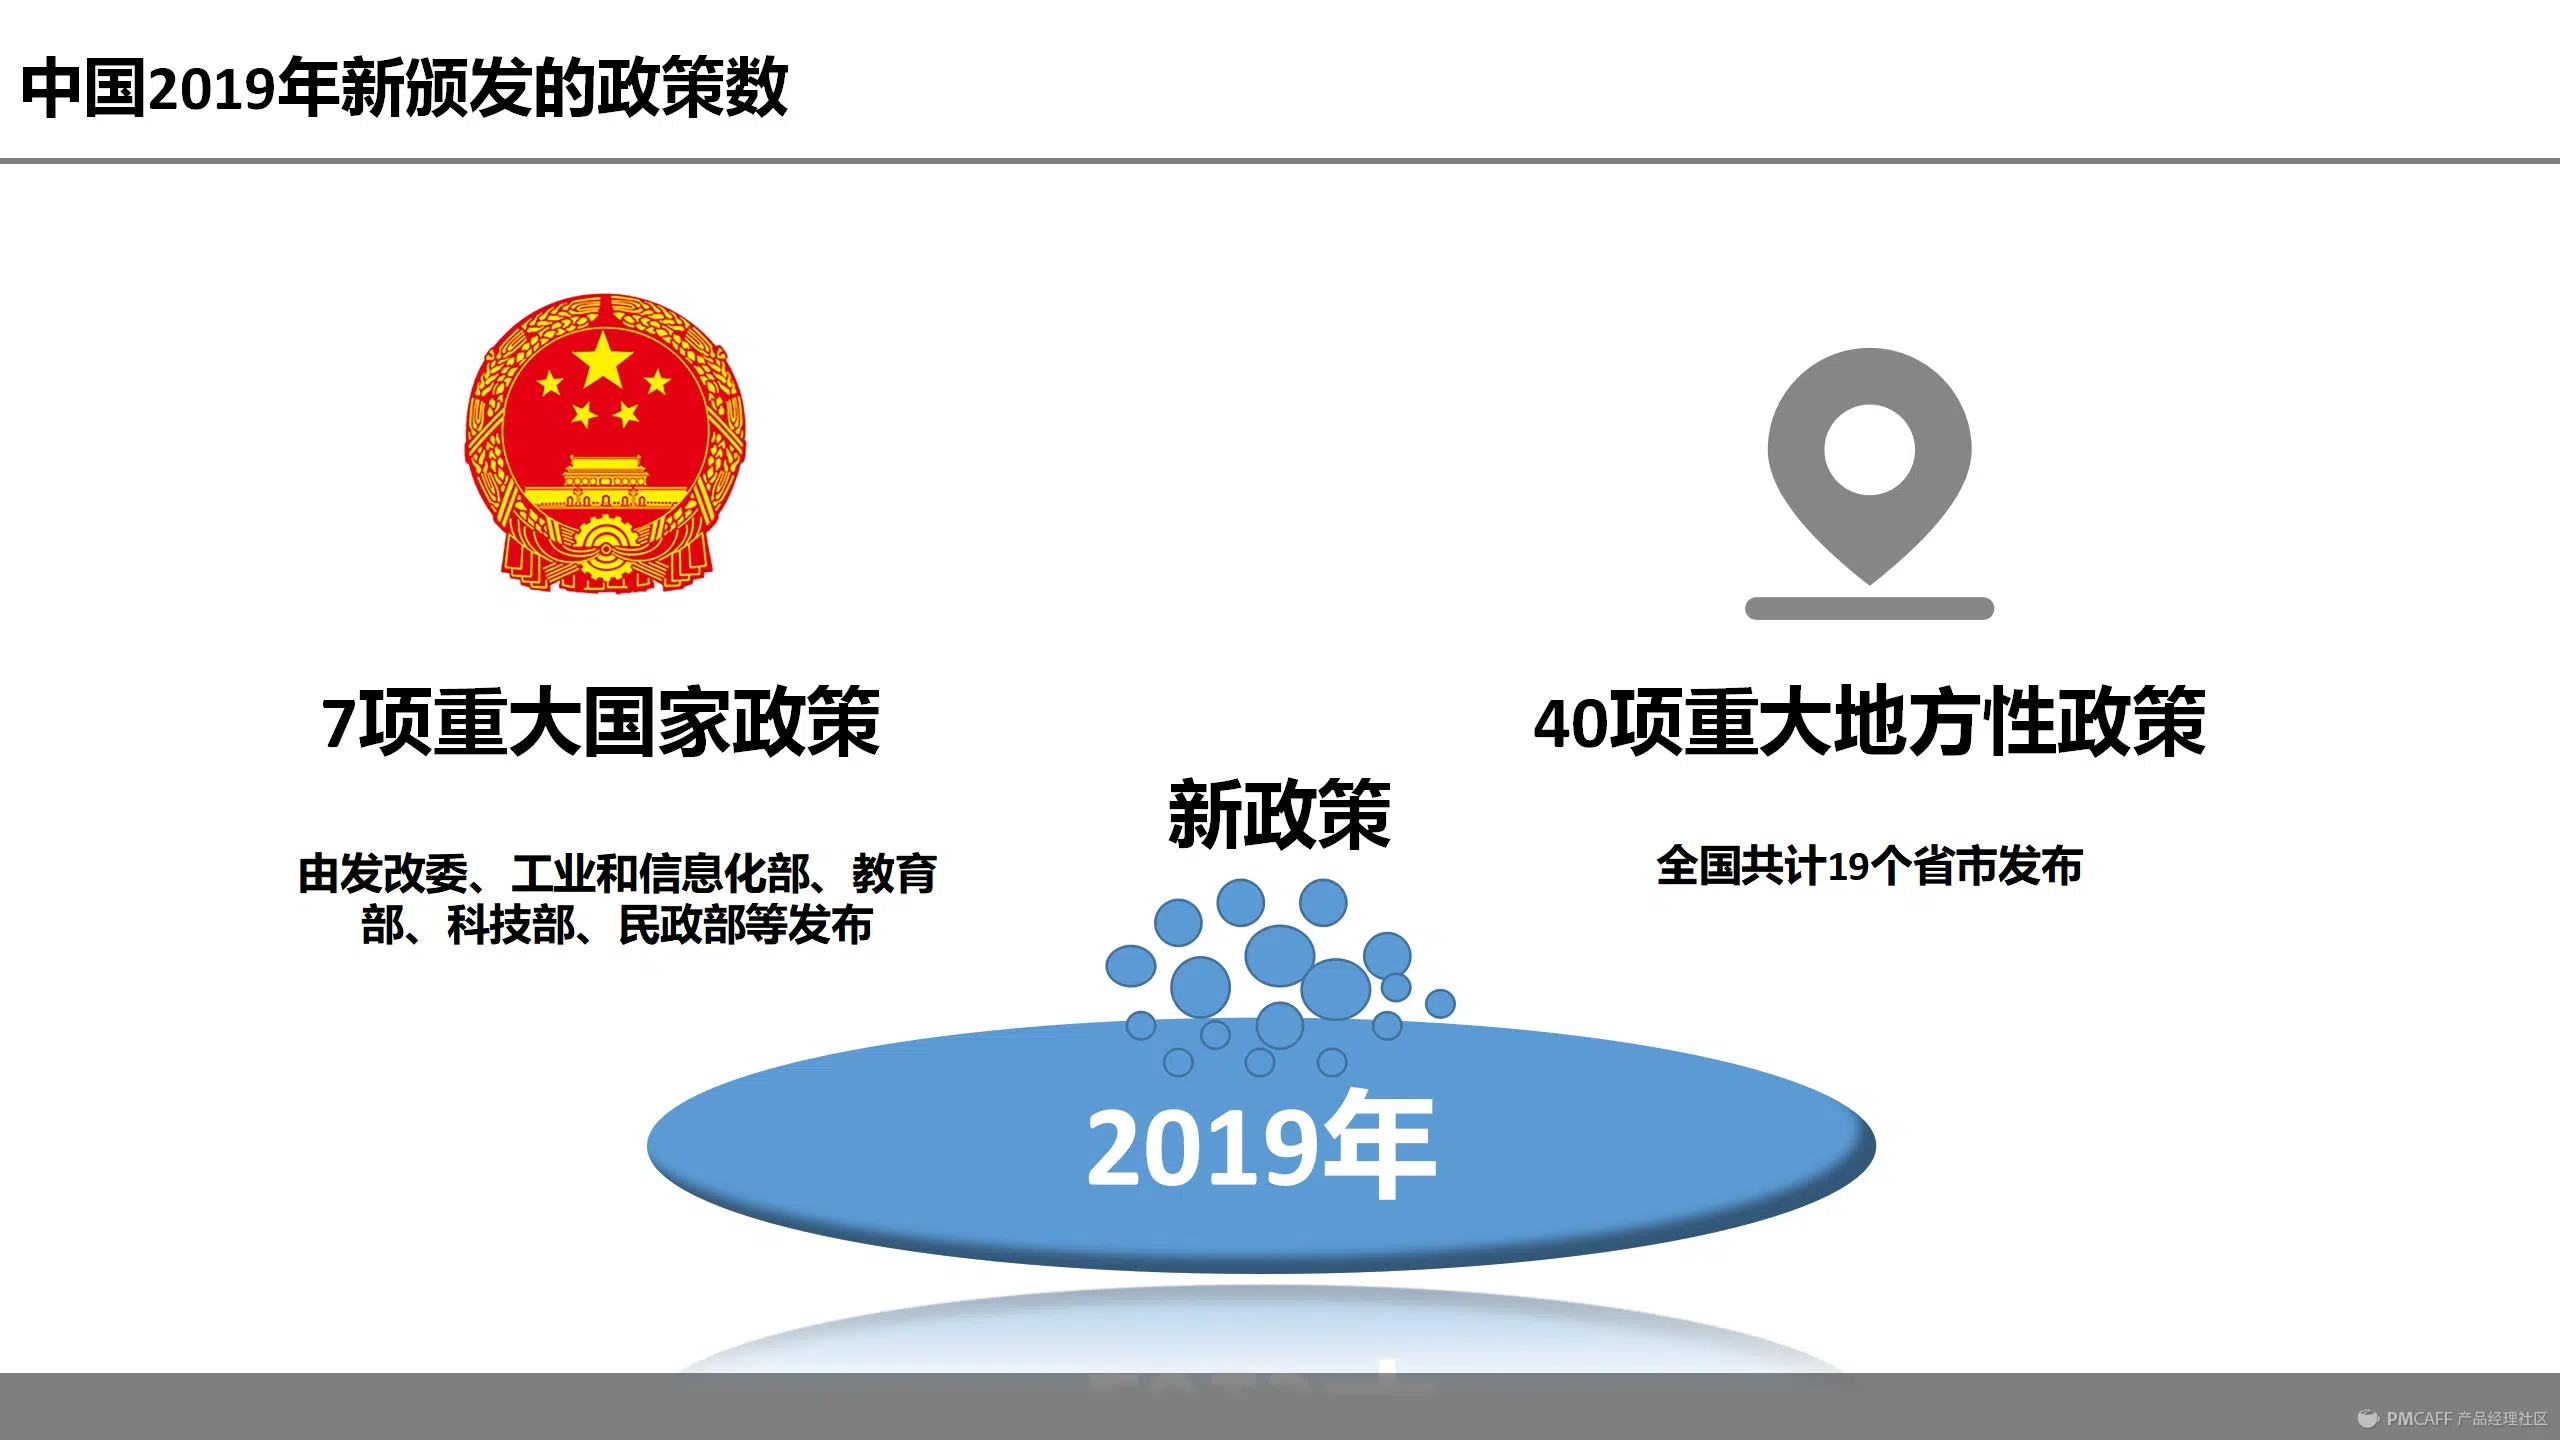 中国2019年新颁发的政策数
7项重大国家政策
由发改委、工业和信息化部、教育
部、科技部、民政部等发布
40项重大地方性政策
全国共计19个省市发布
新政策
2019年
PMCAFF 产品经理社区